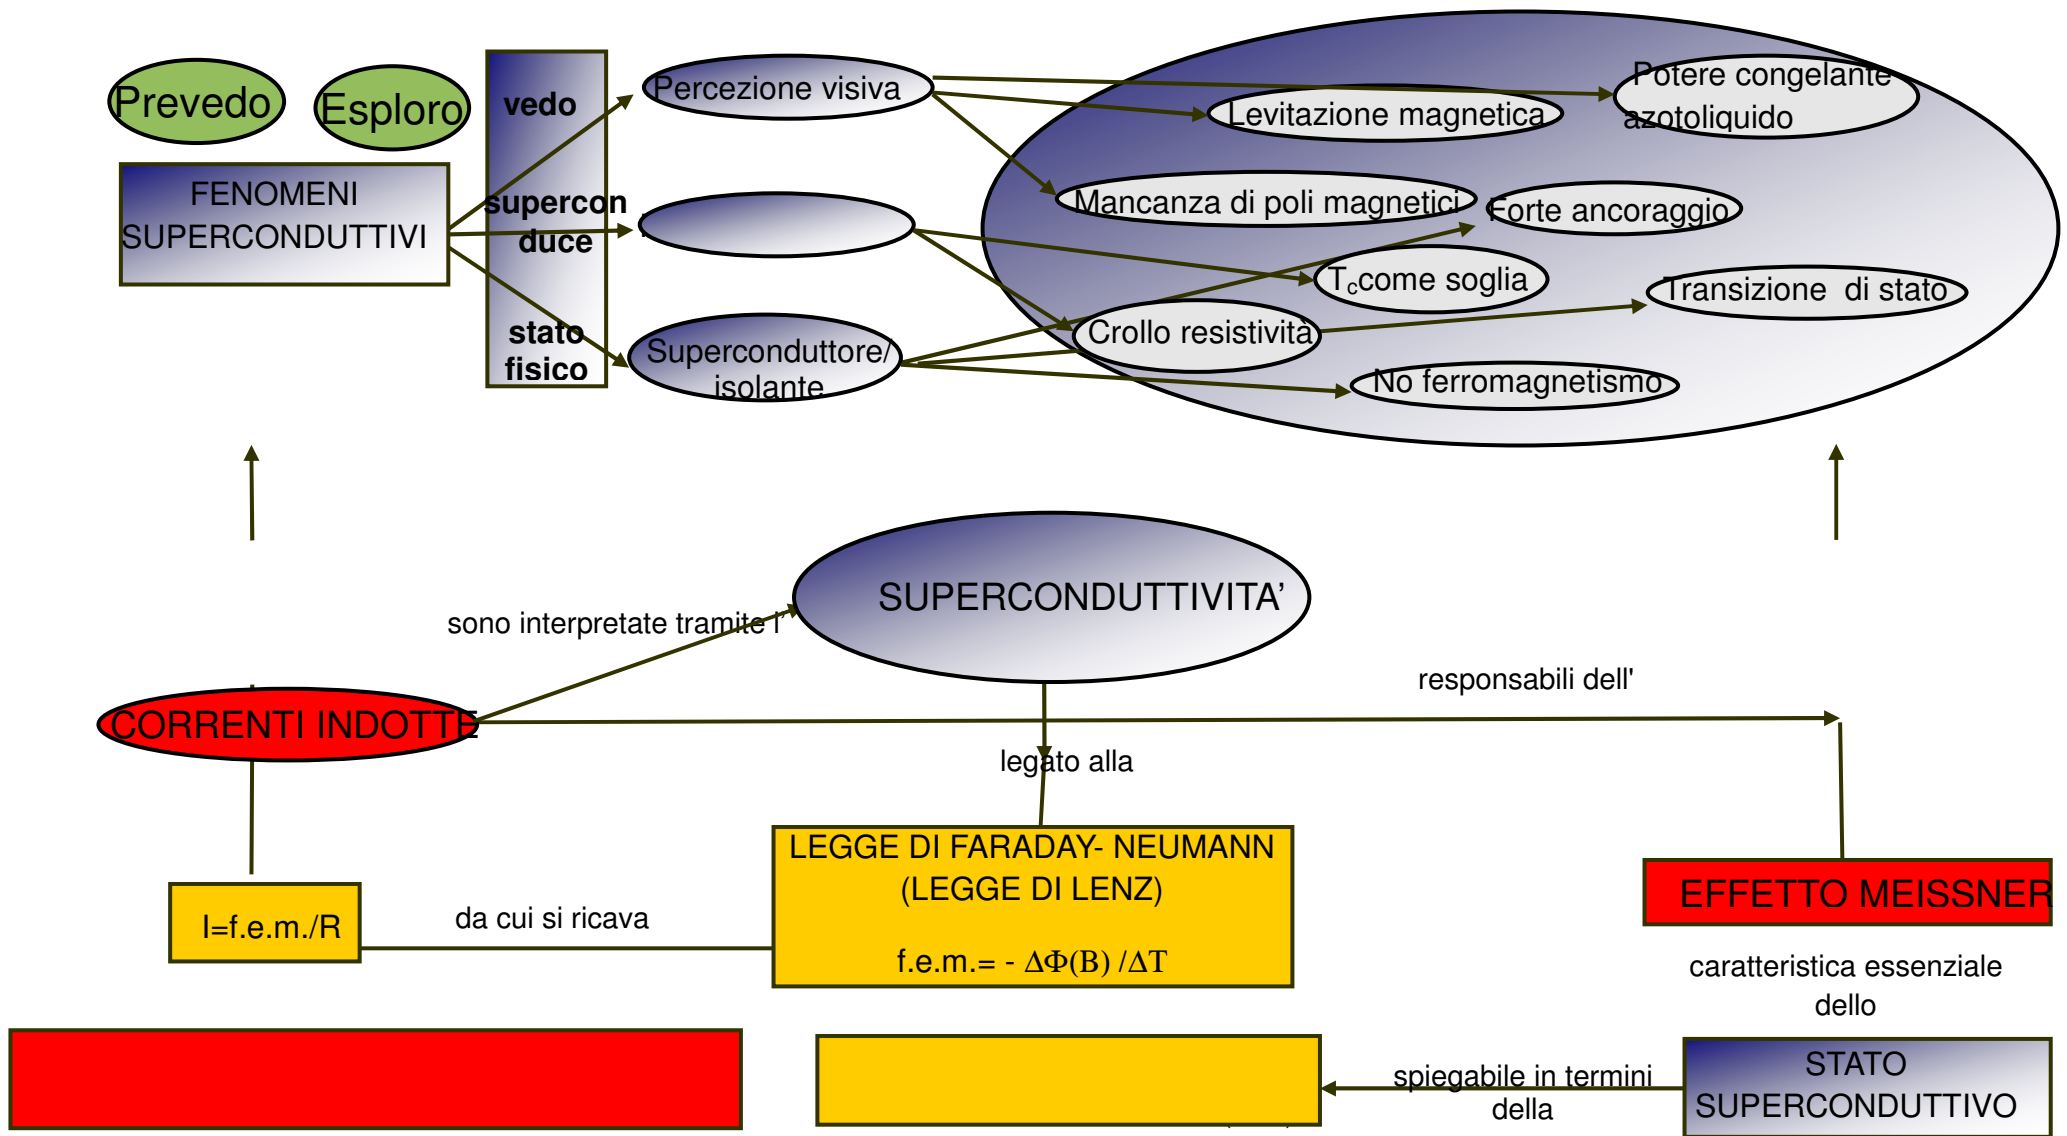 Prevedo
Esploro
FENOMENI
SUPERCONDUTTIVI
vedo
supercon
duce
stato
fisico
Percezione visiva
Superconduttore/
isolante
Potere congelante
azotoliquido
Levitazione magnetica
Mancanza di poli magnetici
Forte ancoraggio
Tccome soglia
Transizione di stato
Crollo resistività
No ferromagnetismo
SUPERCONDUTTIVITA’
sono interpretate tramite l’
responsabili dell'
CORRENTI INDOTTE
legato alla
LEGGE DI FARADAY- NEUMANN
(LEGGE DI LENZ)
f.e.m.= - ΔΦ(B) /ΔT
I=f.e.m./R
da cui si ricava
EFFETTO MEISSNER
caratteristica essenziale
dello
STATO
SUPERCONDUTTIVO
spiegabile in termini
della